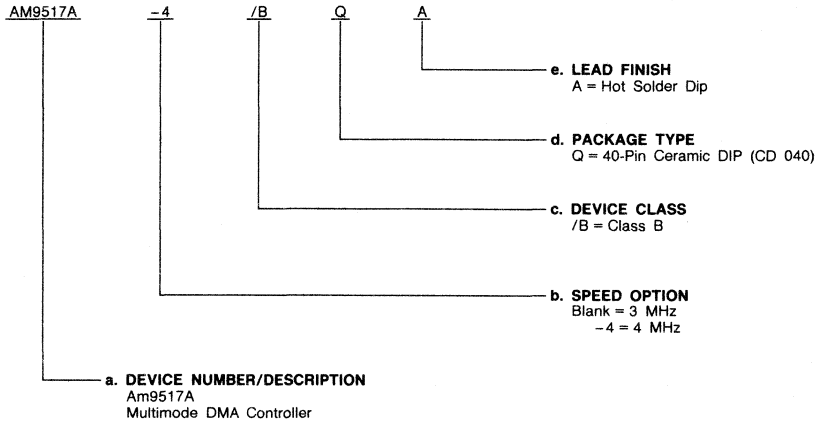 AM9517A -4 /B Q A
e. LEAD FINISH
A = Hot Solder Dip
d. PACKAGE TYPE
Q = 40-Pin Ceramic DIP (CD 040)
c. DEVICE CLASS
/B = Class B
b. SPEED OPTION
Blank = 3 MHz
-4 = 4 MHz
a. DEVICE NUMBER/DESCRIPTION
Am9517A
Multimode DMA Controller